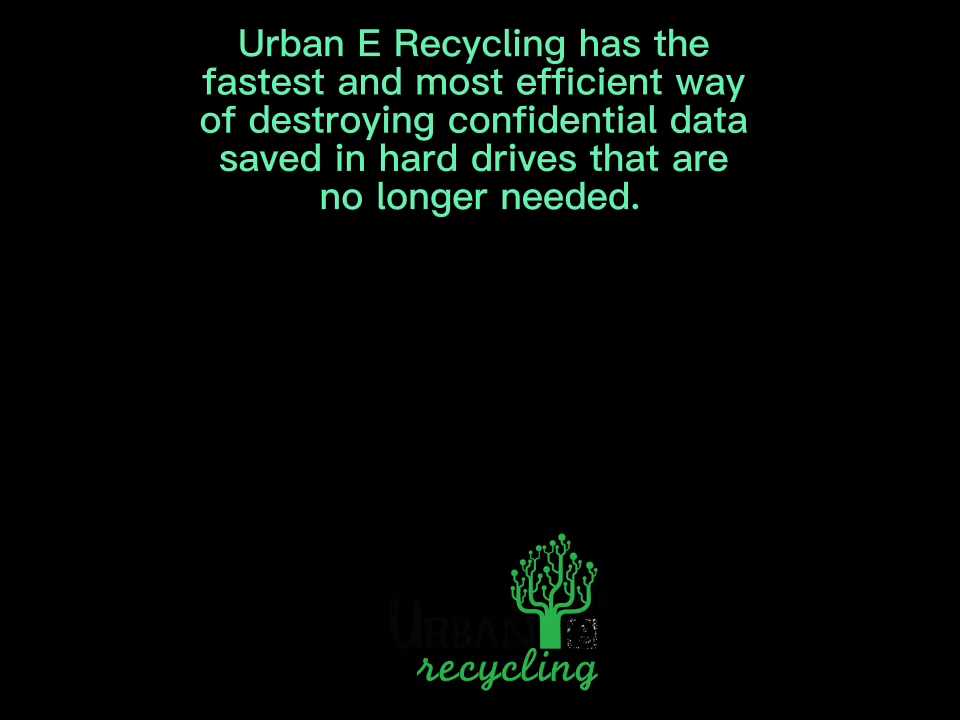 Urban E Recycling has the
fastest and most efficient way
of destroying confidential data
saved in hard drives that are
no longer needed.
URBAN
recycling